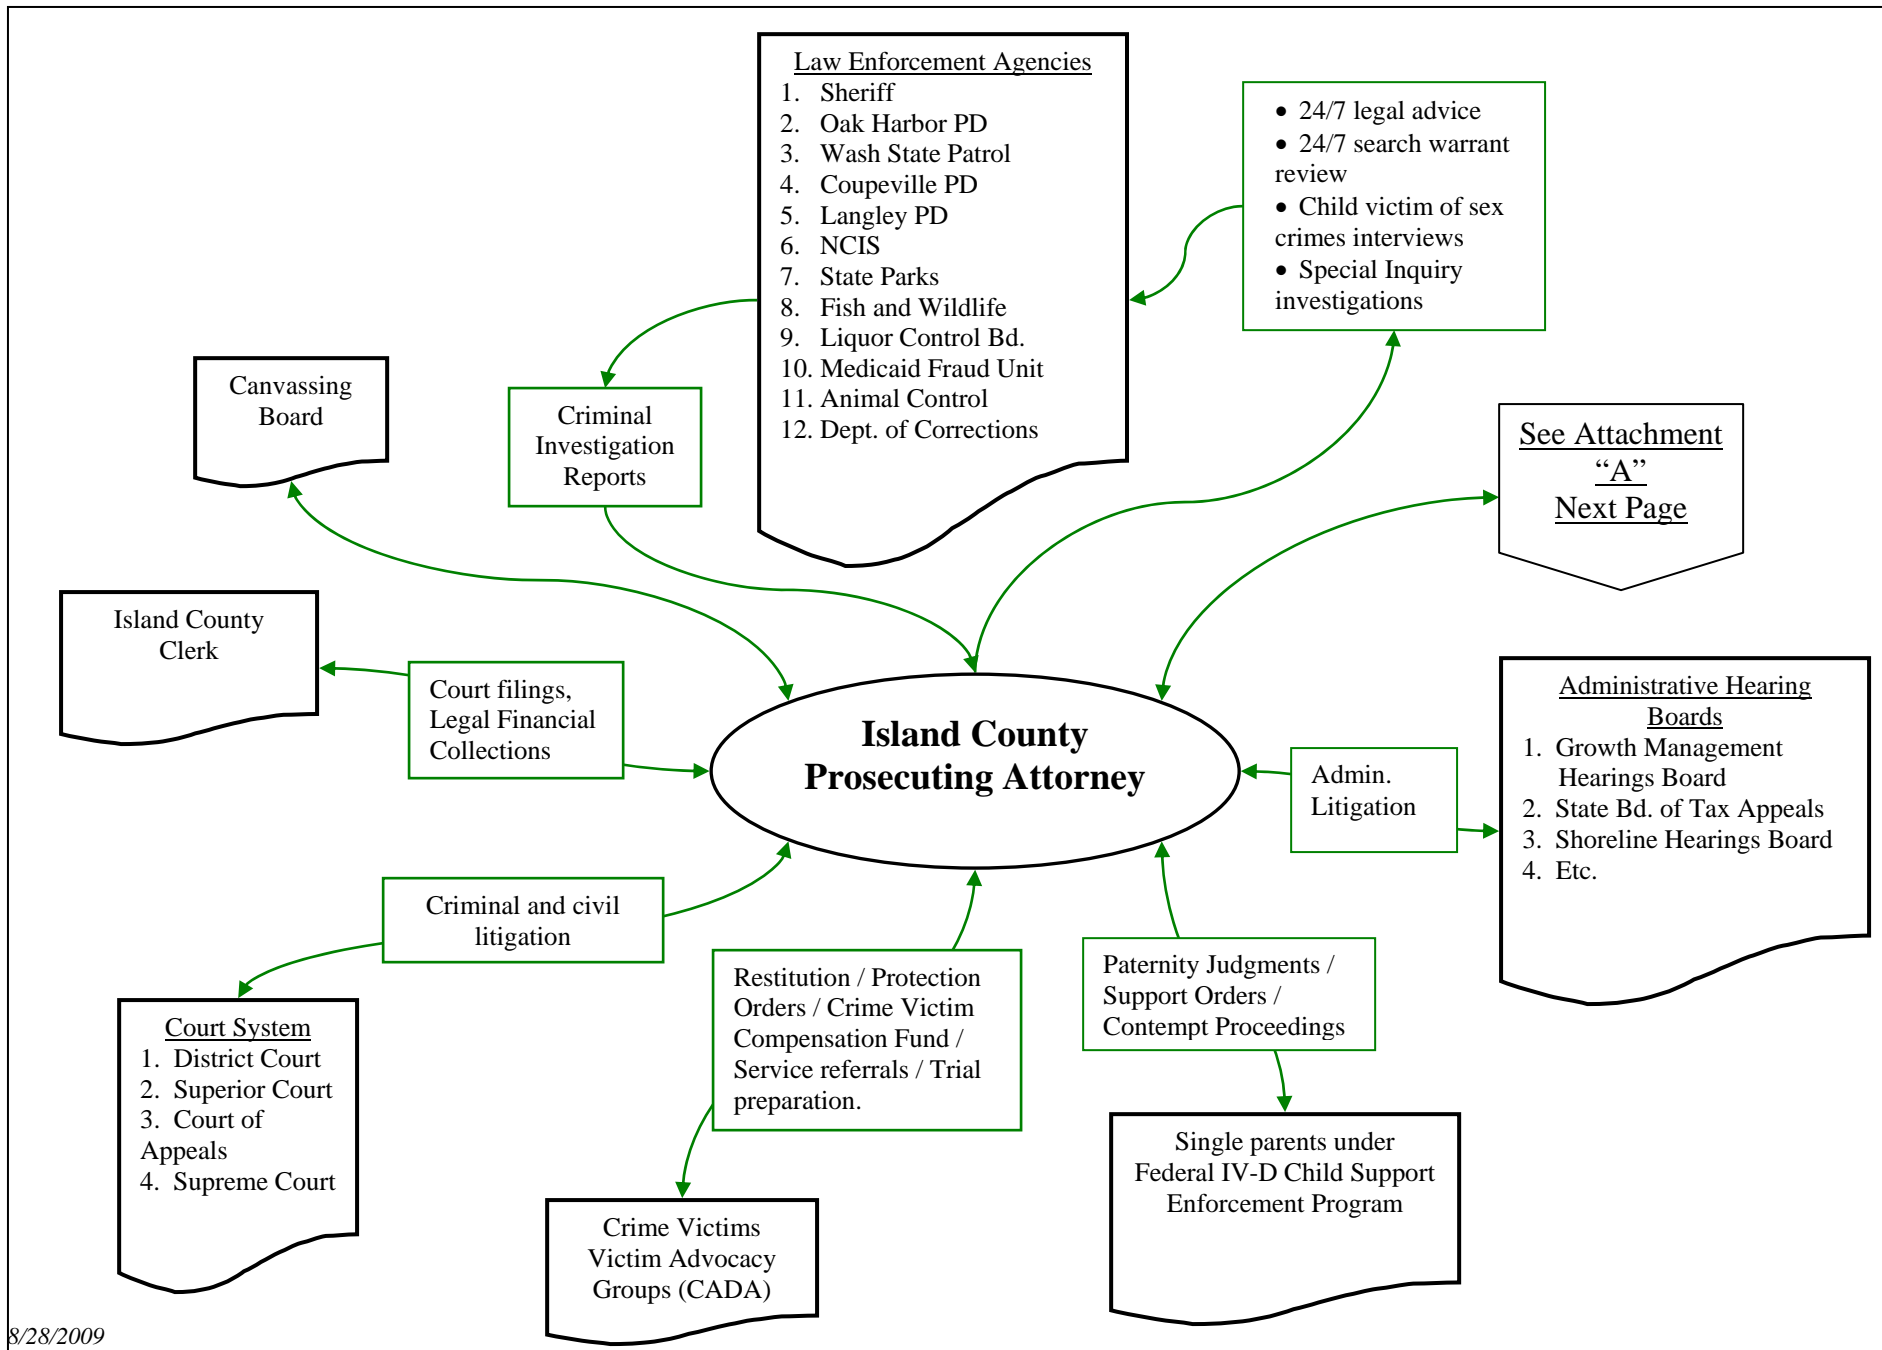 Law Enforcement Agencies
1. Sheriff
2. Oak Harbor PD
3. Wash State Patrol
4. Coupeville PD
5. Langley PD
6. NCIS
7. State Parks
8. Fish and Wildlife
9. Liquor Control Bd.
10. Medicaid Fraud Unit
11. Animal Control
12. Dept. of Corrections
• 24/7 legal advice
• 24/7 search warrant
review
• Child victim of sex
crimes interviews
• Special Inquiry
investigations
Canvassing
Board
Criminal
Investigation
Reports
See Attachment
“A”
Next Page
Island County
Clerk
Court filings,
Legal Financial
Collections
Island County
Prosecuting Attorney
Admin.
Litigation
Administrative Hearing
Boards
1. Growth Management
Hearings Board
2. State Bd. of Tax Appeals
3. Shoreline Hearings Board
4. Etc.
Criminal and civil
litigation
Restitution / Protection
Orders / Crime Victim
Compensation Fund /
Service referrals / Trial
preparation.
Paternity Judgments /
Support Orders /
Contempt Proceedings
Court System
1. District Court
2. Superior Court
3. Court of
Appeals
4. Supreme Court
Crime Victims
Victim Advocacy
Groups (CADA)
Single parents under
Federal IV-D Child Support
Enforcement Program
8/28/2009